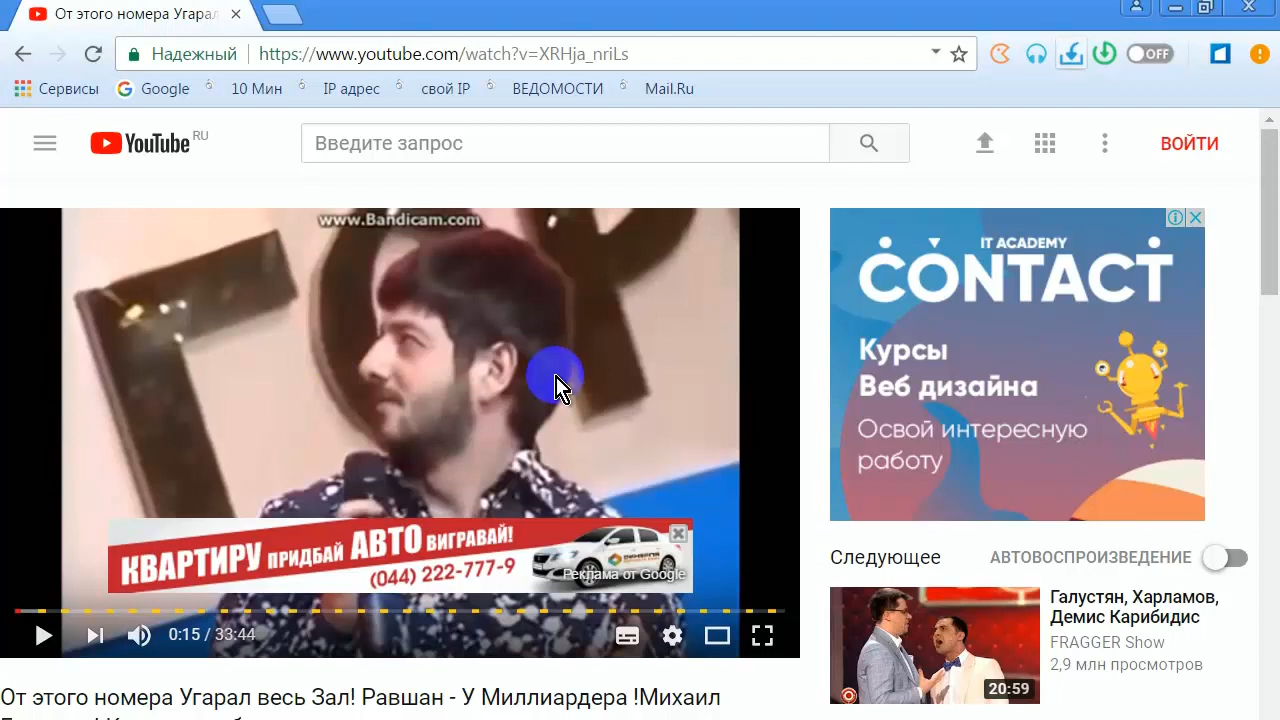 От этого номера Угарал
Надежный
https://www.youtube.com/watch?v=XRHja_nriLs
OFF
Сервисы
Google
10 Мин
IP адрес
свой IP
ВЕДОМОСТИ
Mail.Ru
YouTube RU
Введите запрос
ВОЙТИ
www.Bandicam.com
IT ACADEMY
CONTACT
Курсы
Веб дизайна
Освой интересную
работу
КВАРТИРУ ПРИДБАЙ АВТО ВИГРАВАЙ!
(044) 222-777-9
Реклама от Google
0:15 / 33:44
Следующее
АВТОВОСПРОИЗВЕДЕНИЕ
Галустян, Харламов,
Демис Карибидис
FRAGGER Show
2,9 млн просмотров
20:59
От этого номера Угарал весь Зал! Равшан - У Миллиардера !Михаил